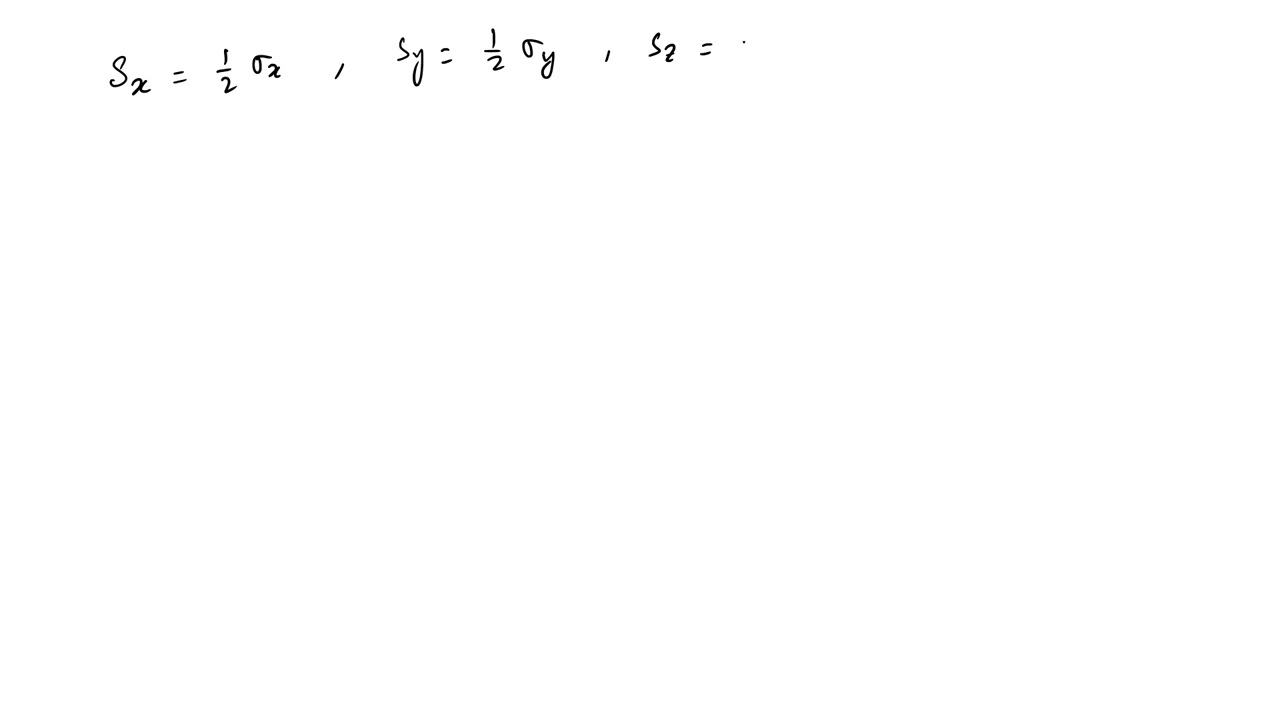 Sx = 1/2 σx , Sy = 1/2 σy , Sz =